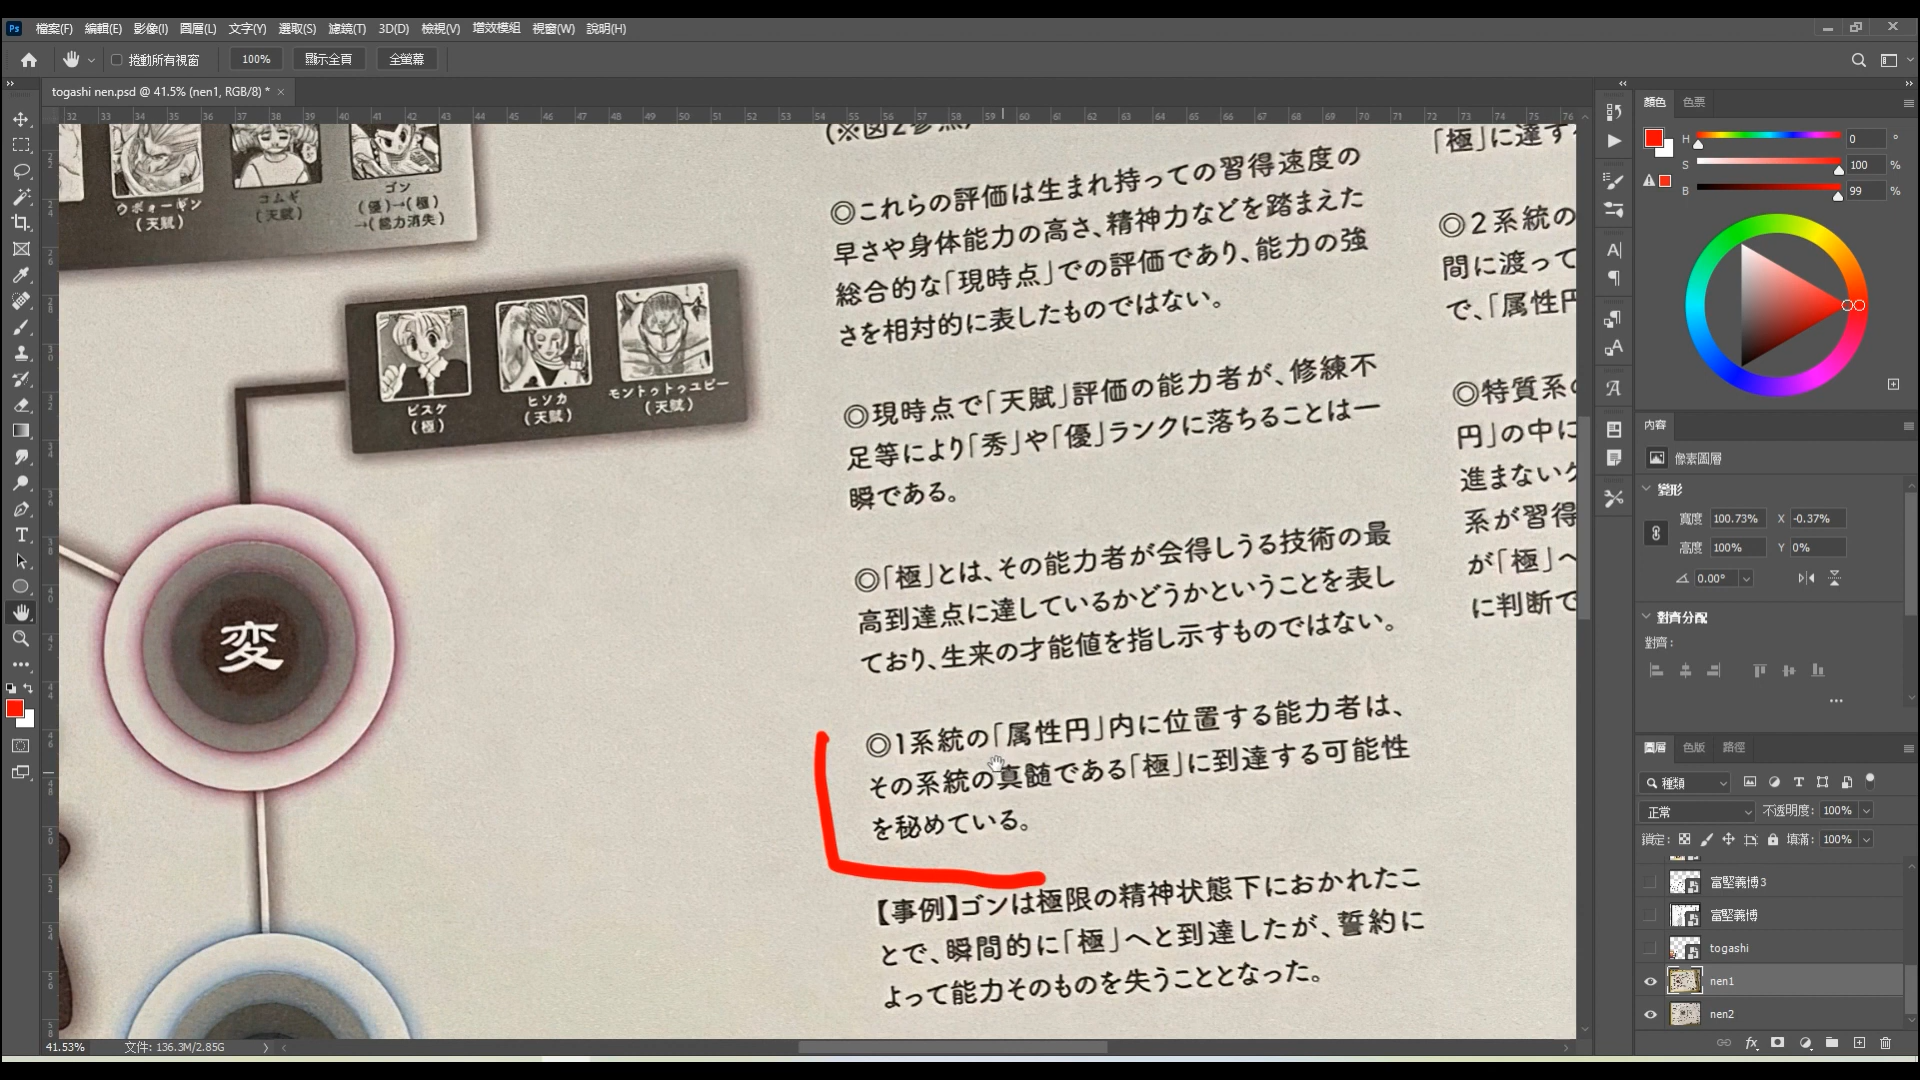 檔案(F) 編輯(E) 影像(I) 圖層(L) 文字(Y) 選取(S) 濾鏡(T) 3D(D) 檢視(V) 增效模組 視窗(W) 說明(H)
捲動所有視窗 100% 顯示全頁 全螢幕
togashi nen.psd @ 41.5% (nen1, RGB/8) *
ウボォーギン
(天賦)
コムギ
(天賦)
ゴン
(優)→(極)
→(能力消失)
ビスケ
(極)
ヒソカ
(天賦)
モントゥトゥユピー
(天賦)
変
(※図2参照)
◎これらの評価は生まれ持っての習得速度の
早さや身体能力の高さ、精神力などを踏まえた
総合的な「現時点」での評価であり、能力の強
さを相対的に表したものではない。
◎現時点で「天賦」評価の能力者が、修練不
足等により「秀」や「優」ランクに落ちることは一
瞬である。
◎「極」とは、その能力者が会得しうる技術の最
高到達点に達しているかどうかということを表し
ており、生来の才能値を指し示すものではない。
◎1系統の「属性円」内に位置する能力者は、
その系統の真髄である「極」に到達する可能性
を秘めている。
【事例】ゴンは極限の精神状態下におかれたこ
とで、瞬間的に「極」へと到達したが、誓約に
よって能力そのものを失うこととなった。
「極」に達す
◎2系統の
間に渡って
で、「属性円
◎特質系
円」の中に
進まない
系が習得
が「極」へ
に判断で
41.53% 文件: 136.3M/2.85G
顏色 色票
H 0 °
S 100 %
B 99 %
內容
像素圖層
變形
寬度 100.73% X -0.37%
高度 100% Y 0%
0.00°
對齊分配
對齊:
圖層 色版 路徑
種類
正常 不透明度: 100%
鎖定: 填滿: 100%
富堅義博3
富堅義博
togashi
nen1
nen2